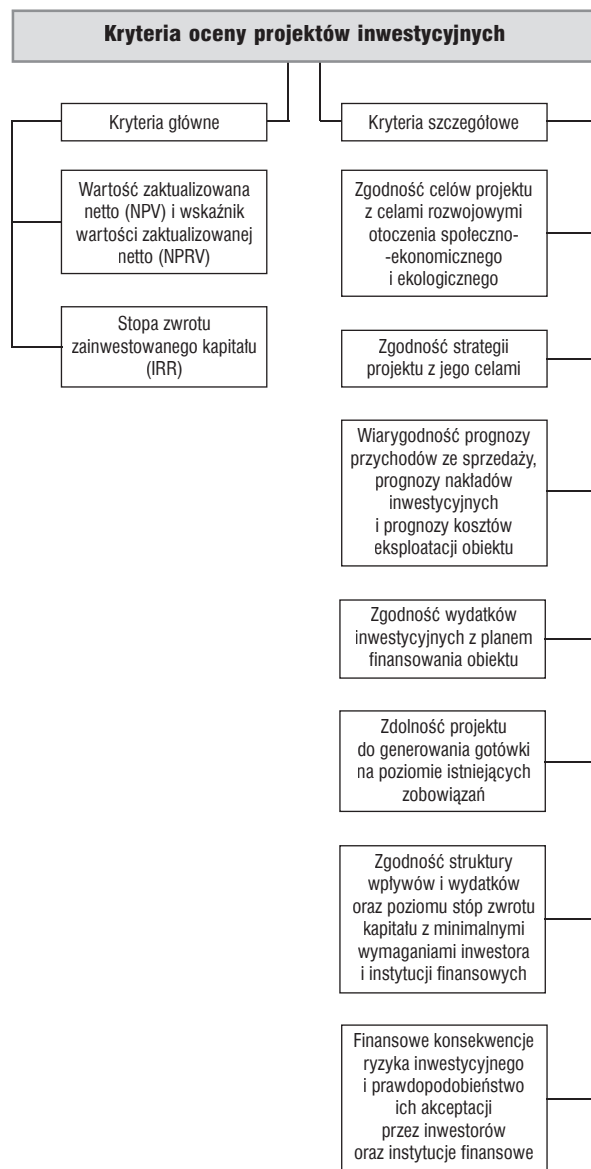 Kryteria oceny projektów inwestycyjnych
Kryteria główne
Wartość zaktualizowana
netto (NPV) i wskaźnik
wartości zaktualizowanej
netto (NPRV)
Stopa zwrotu
zainwestowanego kapitału
(IRR)
Kryteria szczegółowe
Zgodność celów projektu
z celami rozwojowymi
otoczenia społeczno-
-ekonomicznego
i ekologicznego
Zgodność strategii
projektu z jego celami
Wiarygodność prognozy
przychodów ze sprzedaży,
prognozy nakładów
inwestycyjnych
i prognozy kosztów
eksploatacji obiektu
Zgodność wydatków
inwestycyjnych z planem
finansowania obiektu
Zdolność projektu
do generowania gotówki
na poziomie istniejących
zobowiązań
Zgodność struktury
wpływów i wydatków
oraz poziomu stóp zwrotu
kapitału z minimalnymi
wymaganiami inwestora
i instytucji finansowych
Finansowe konsekwencje
ryzyka inwestycyjnego
i prawdopodobieństwo
ich akceptacji
przez inwestorów
oraz instytucje finansowe